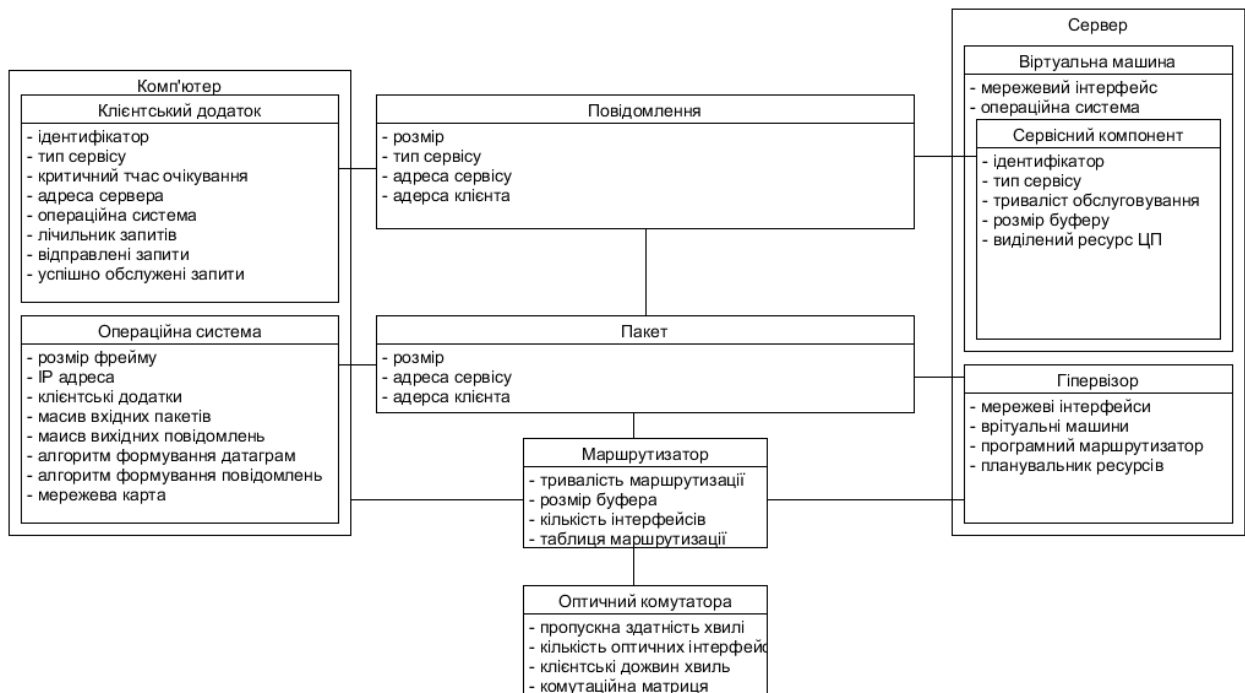 Комп'ютер
Клієнтський додаток
- ідентифікатор
- тип сервісу
- критичний тчас очікування
- адреса сервера
- операційна система
- лічильник запитів
- відправлені запити
- успішно обслужені запити
Операційна система
- розмір фрейму
- IP адреса
- клієнтські додатки
- масив вхідних пакетів
- маисв вихідних повідомлень
- алгоритм формування датаграм
- алгоритм формування повідомлень
- мережева карта
Повідомлення
- розмір
- тип сервісу
- адреса сервісу
- адерса клієнта
Пакет
- розмір
- адреса сервісу
- адерса клієнта
Маршрутизатор
- тривалість маршрутизації
- розмір буфера
- кількість інтерфейсів
- таблиця маршрутизації
Оптичний комутатора
- пропускна здатність хвилі
- кількість оптичних інтерфейс
- клієнтські дожвин хвиль
- комутаційна матриця
Сервер
Віртуальна машина
- мережевий інтерфейс
- операційна система
Сервісний компонент
- ідентифікатор
- тип сервісу
- триваліст обслуговування
- розмір буферу
- виділений ресурс ЦП
Гіпервізор
- мережеві інтерфейси
- врітуальні машини
- програмний маршрутизатор
- планувальник ресурсів